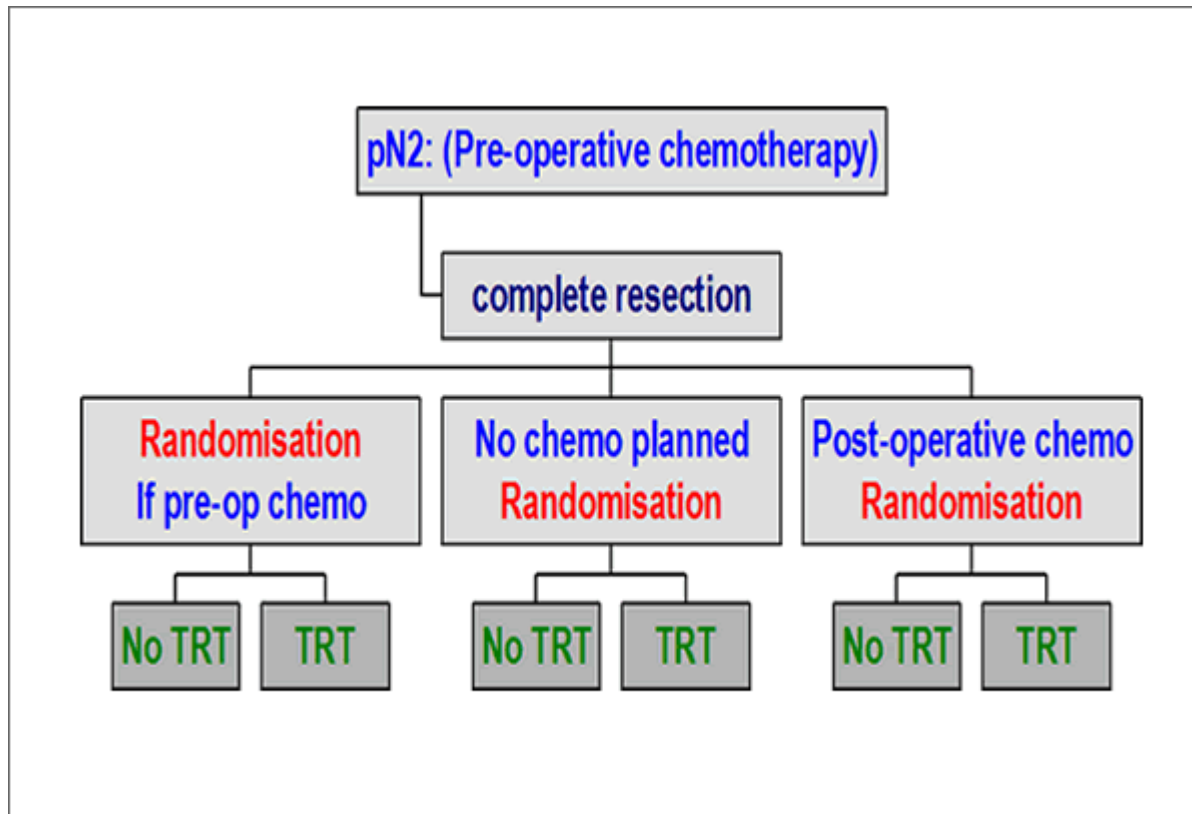 pN2: (Pre-operative chemotherapy)
complete resection
Randomisation
If pre-op chemo
No chemo planned
Randomisation
Post-operative chemo
Randomisation
No TRT
TRT
No TRT
TRT
No TRT
TRT